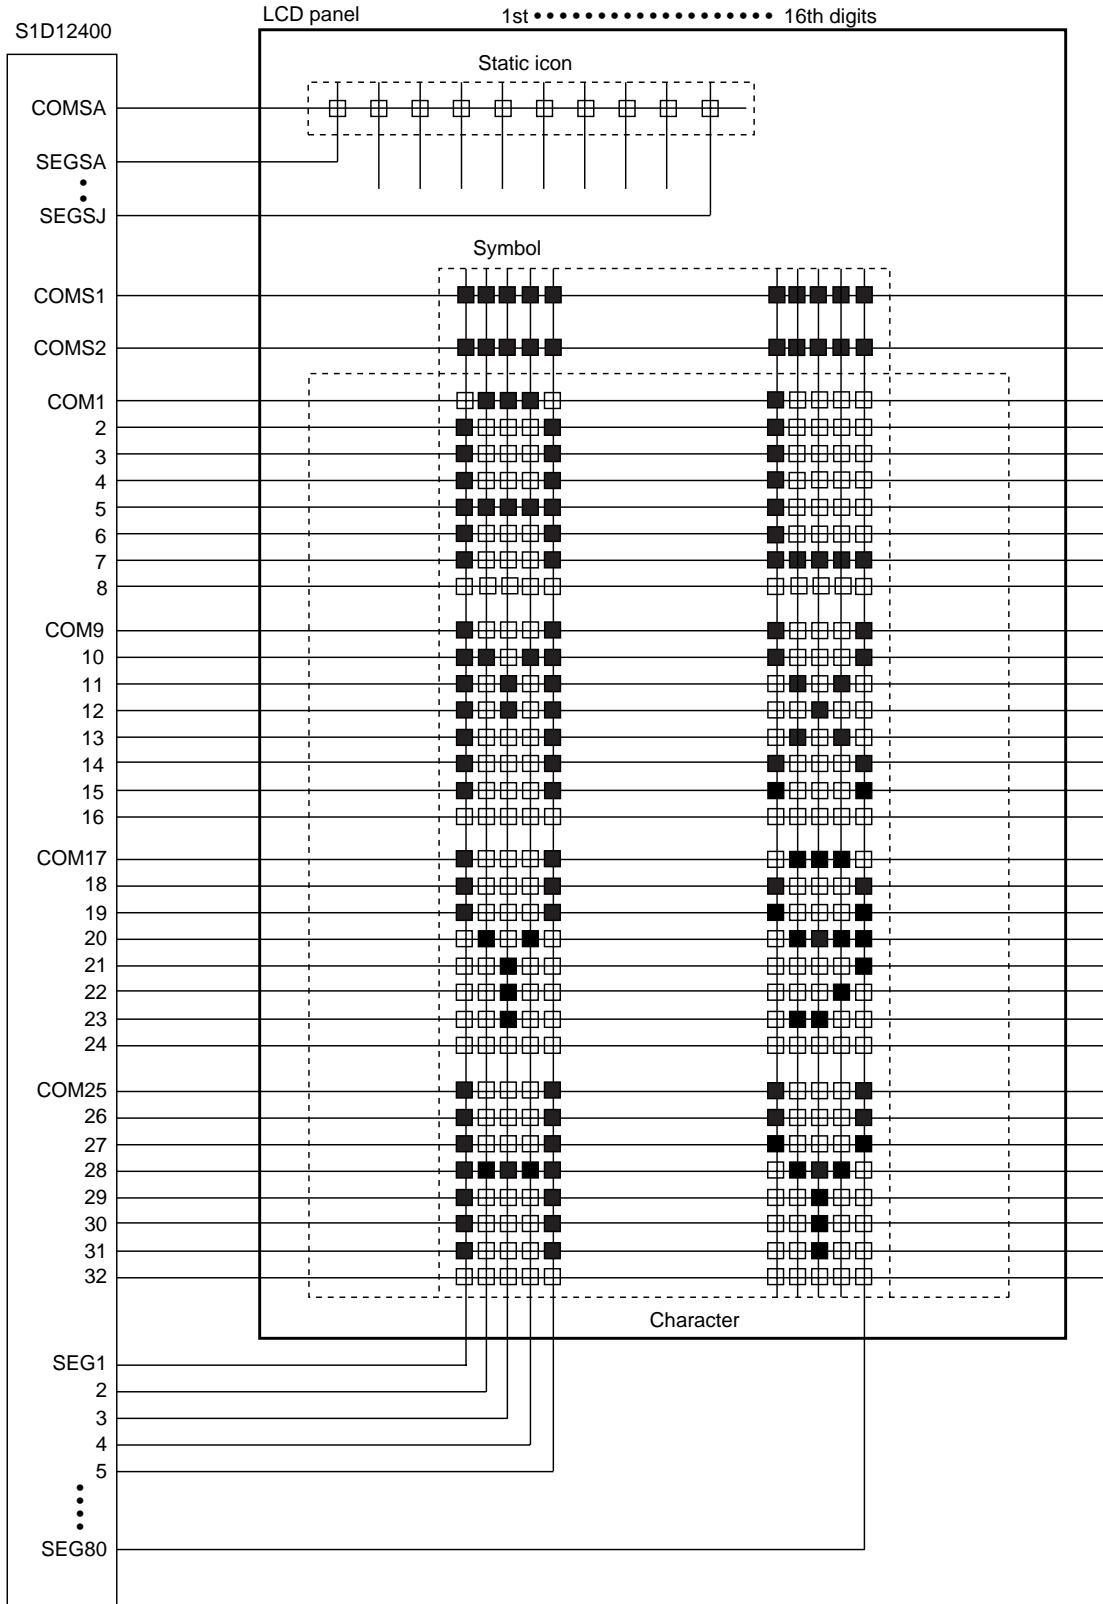 LCD panel
1st •••••••••••••••••• 16th digits
S1D12400
Static icon
COMSA
SEGSA
SEGSJ
Symbol
COMS1
COMS2
COM1
2
3
4
5
6
7
8
COM9
10
11
12
13
14
15
16
COM17
18
19
20
21
22
23
24
COM25
26
27
28
29
30
31
32
Character
SEG1
2
3
4
5
SEG80